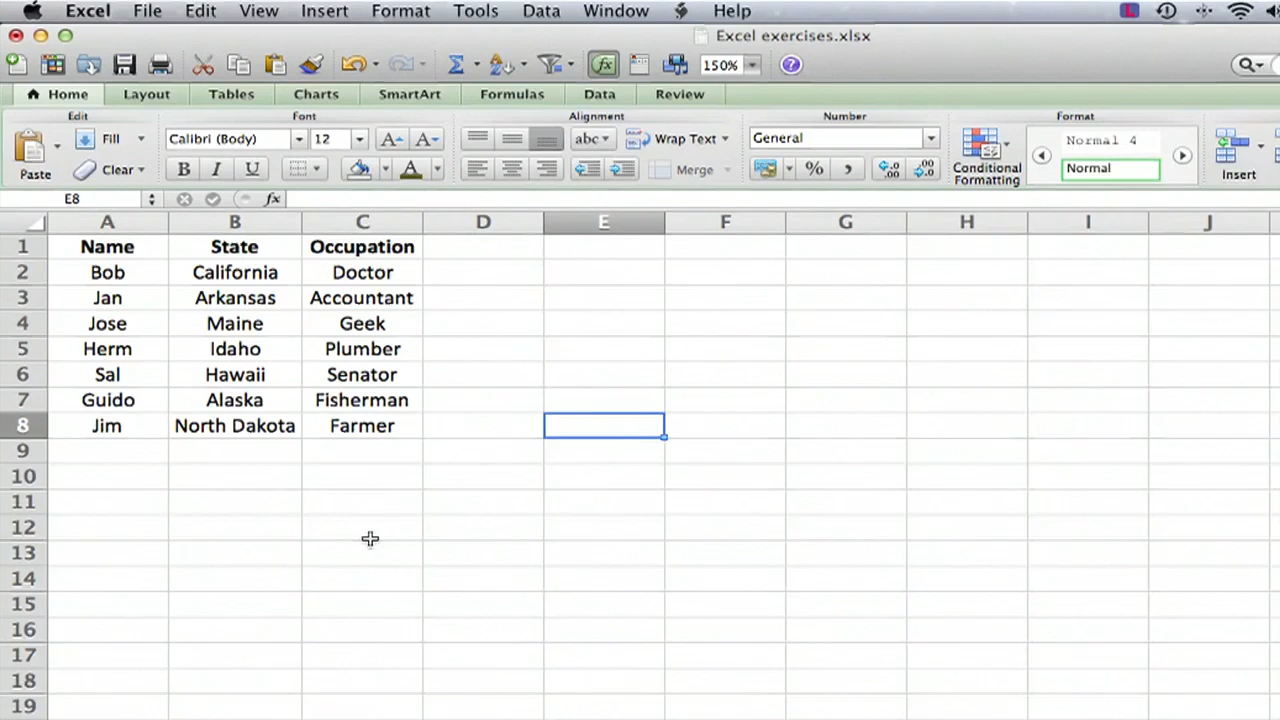 Excel File Edit View Insert Format Tools Data Window Help
Excel exercises.xlsx
150%
Home Layout Tables Charts SmartArt Formulas Data Review
Edit Font Alignment Number Format
Fill Calibri (Body) 12 A A abc Wrap Text General Normal 4
Paste Clear B I U A Merge % , .0 .00 Conditional Formatting Normal Insert
E8 fx
A B C D E F G H I J
1 Name State Occupation
2 Bob California Doctor
3 Jan Arkansas Accountant
4 Jose Maine Geek
5 Herm Idaho Plumber
6 Sal Hawaii Senator
7 Guido Alaska Fisherman
8 Jim North Dakota Farmer
9
10
11
12
13
14
15
16
17
18
19